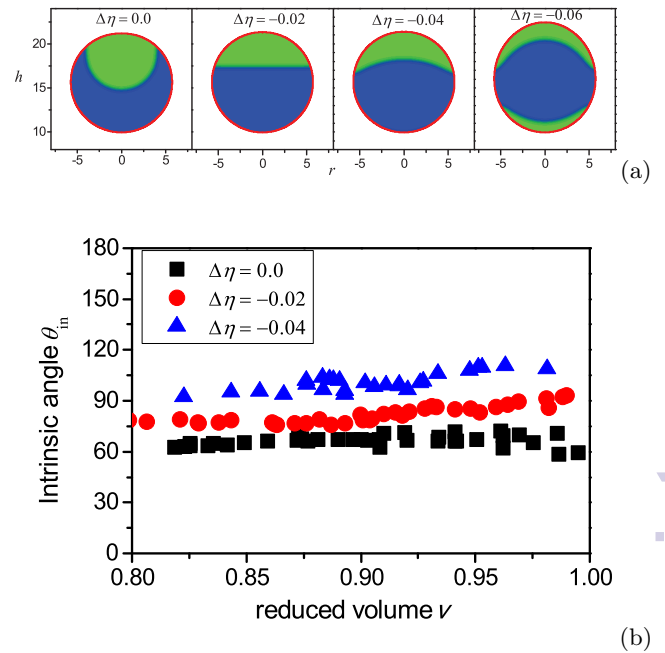 Δη = 0.0 Δη = −0.02 Δη = −0.04 Δη = −0.06
h
20
15
10
−5 0 5 −5 0 5 −5 0 5 −5 0 5
r
(a)
180
150
120
90
60
30
0
Intrinsic angle θin
Δη = 0.0
Δη = −0.02
Δη = −0.04
0.80 0.85 0.90 0.95 1.00
reduced volume v
(b)